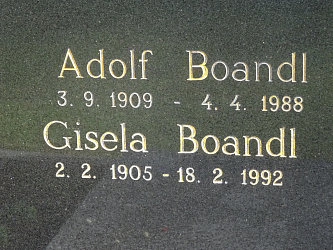 Adolf Boandl
3. 9. 1909 - 4. 4. 1988
Gisela Boandl
2. 2. 1905 - 18. 2. 1992